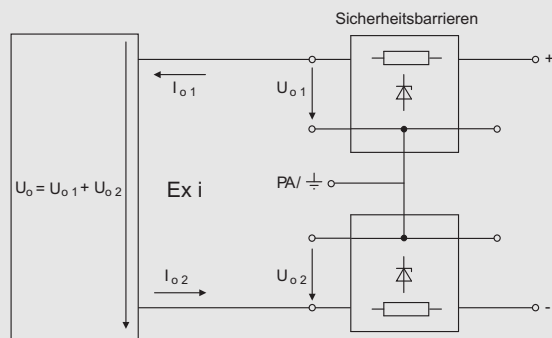 Sicherheitsbarrieren
+
I o 1
U o 1
U o = U o 1 + U o 2
Ex i
PA/
I o 2
U o 2
-